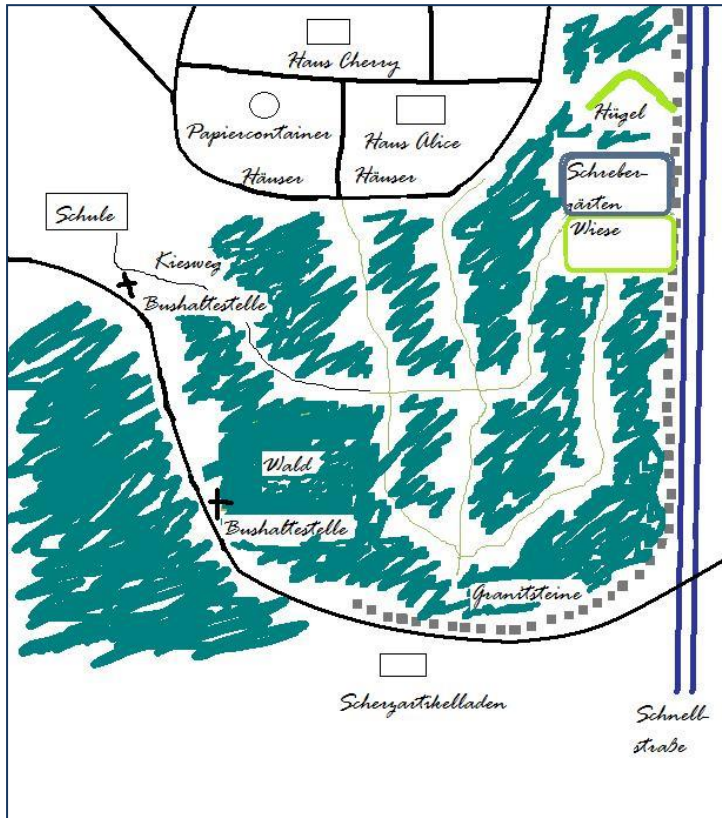 Haus Cherry
Hügel
Papiercontainer
Haus Alice
Häuser
Häuser
Schreber-
gärten
Schule
Wiese
Kiesweg
Bushaltestelle
Wald
Bushaltestelle
Granitsteine
Scherzartikelladen
Schnell-
straße